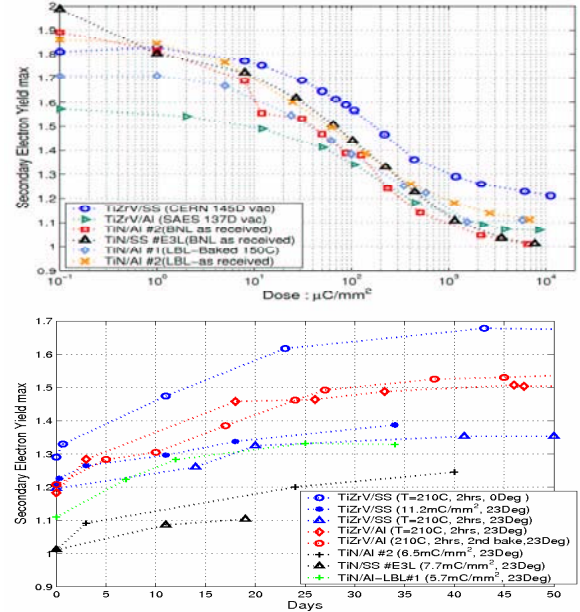 2
1.9
1.8
1.7
1.6
1.5
1.4
1.3
1.2
1.1
1
0.9
Secondary Electron Yield max
TiZrV/SS (CERN 145D vac)
TiZrV/Al (SAES 137D vac)
TiN/Al #2(BNL as received)
TiN/SS #E3L(BNL as received)
TiN/Al #1(LBL-Baked 150C)
TiN/Al #2(LBL-as received)
10⁻¹ 10⁰ 10¹ 10² 10³ 10⁴
Dose : μC/mm²
1.7
1.6
1.5
1.4
1.3
1.2
1.1
1
0.9
Secondary Electron Yield max
TiZrV/SS (T=210C, 2hrs, 0Deg )
TiZrV/SS (11.2mC/mm², 23Deg)
TiZrV/SS (T=210C, 2hrs, 23Deg)
TiZrV/Al (T=210C, 2hrs, 23Deg)
TiZrV/Al (210C, 2hrs, 2nd bake,23Deg)
TiN/Al #2 (6.5mC/mm², 23Deg)
TiN/SS #E3L (7.7mC/mm², 23Deg)
TiN/Al-LBL#1 (5.7mC/mm², 23Deg)
0 5 10 15 20 25 30 35 40 45 50
Days